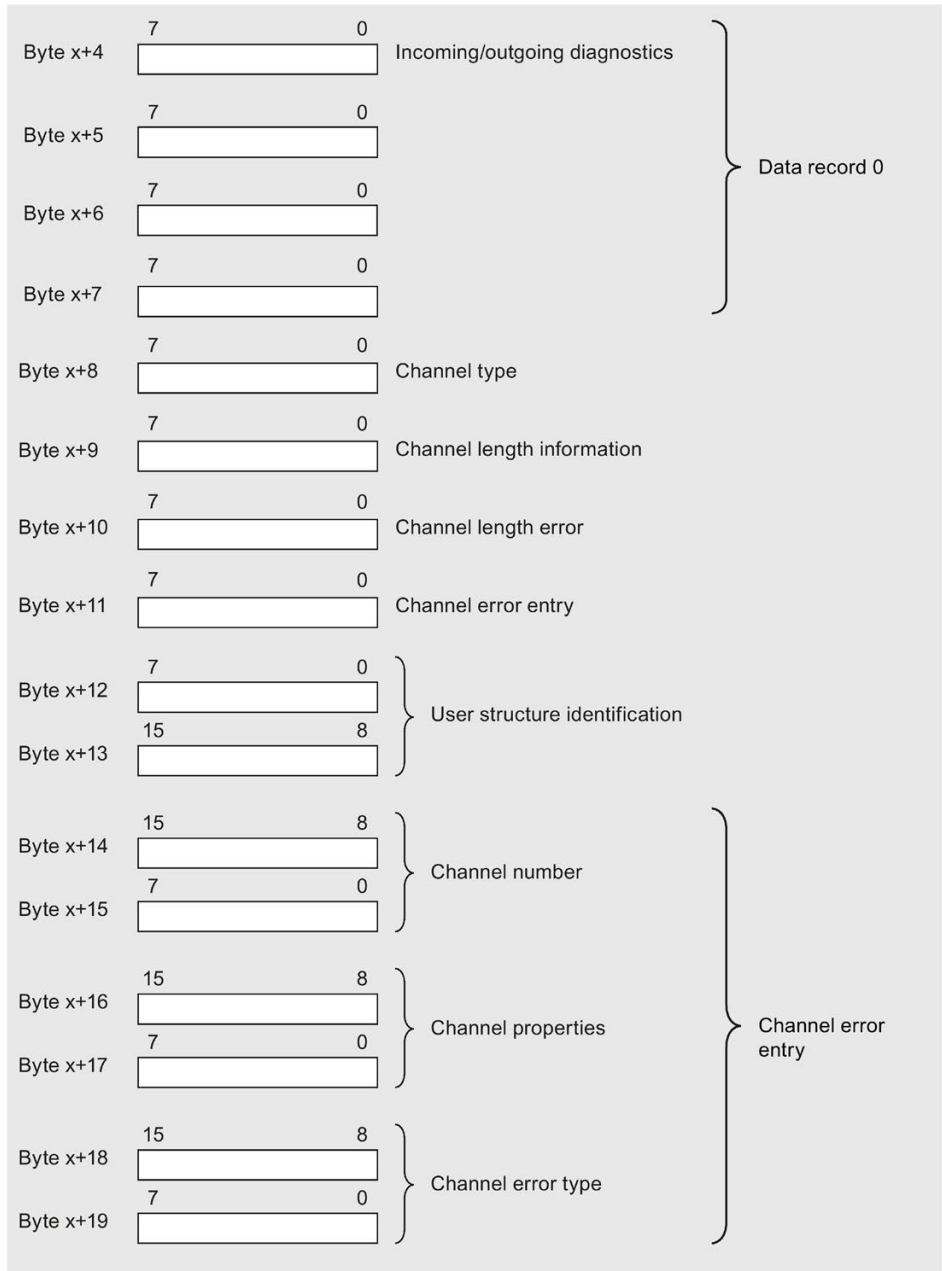 7 0
Byte x+4 Incoming/outgoing diagnostics
7 0
Byte x+5
Data record 0
7 0
Byte x+6
7 0
Byte x+7
7 0
Byte x+8 Channel type
7 0
Byte x+9 Channel length information
7 0
Byte x+10 Channel length error
7 0
Byte x+11 Channel error entry
7 0
Byte x+12
User structure identification
15 8
Byte x+13
15 8
Byte x+14
Channel number
7 0
Byte x+15
15 8
Byte x+16
Channel properties
Channel error
entry
7 0
Byte x+17
15 8
Byte x+18
Channel error type
7 0
Byte x+19